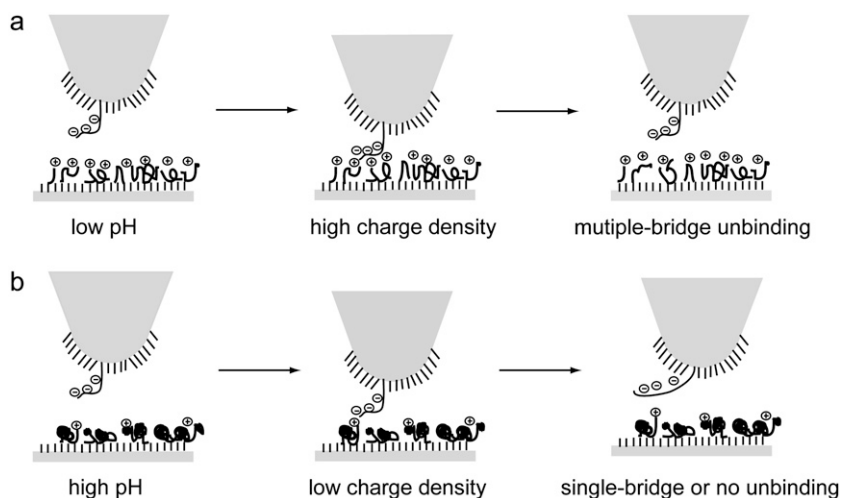 a
low pH
high charge density
mutiple-bridge unbinding
b
high pH
low charge density
single-bridge or no unbinding